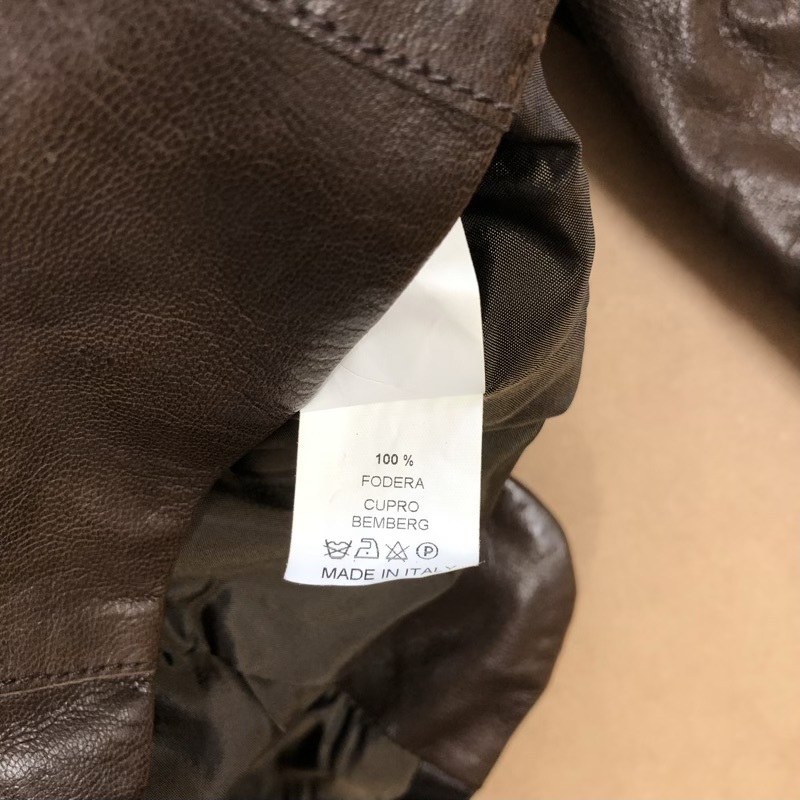 100 %
FODERA
CUPRO
BEMBERG
P
MADE IN ITALY